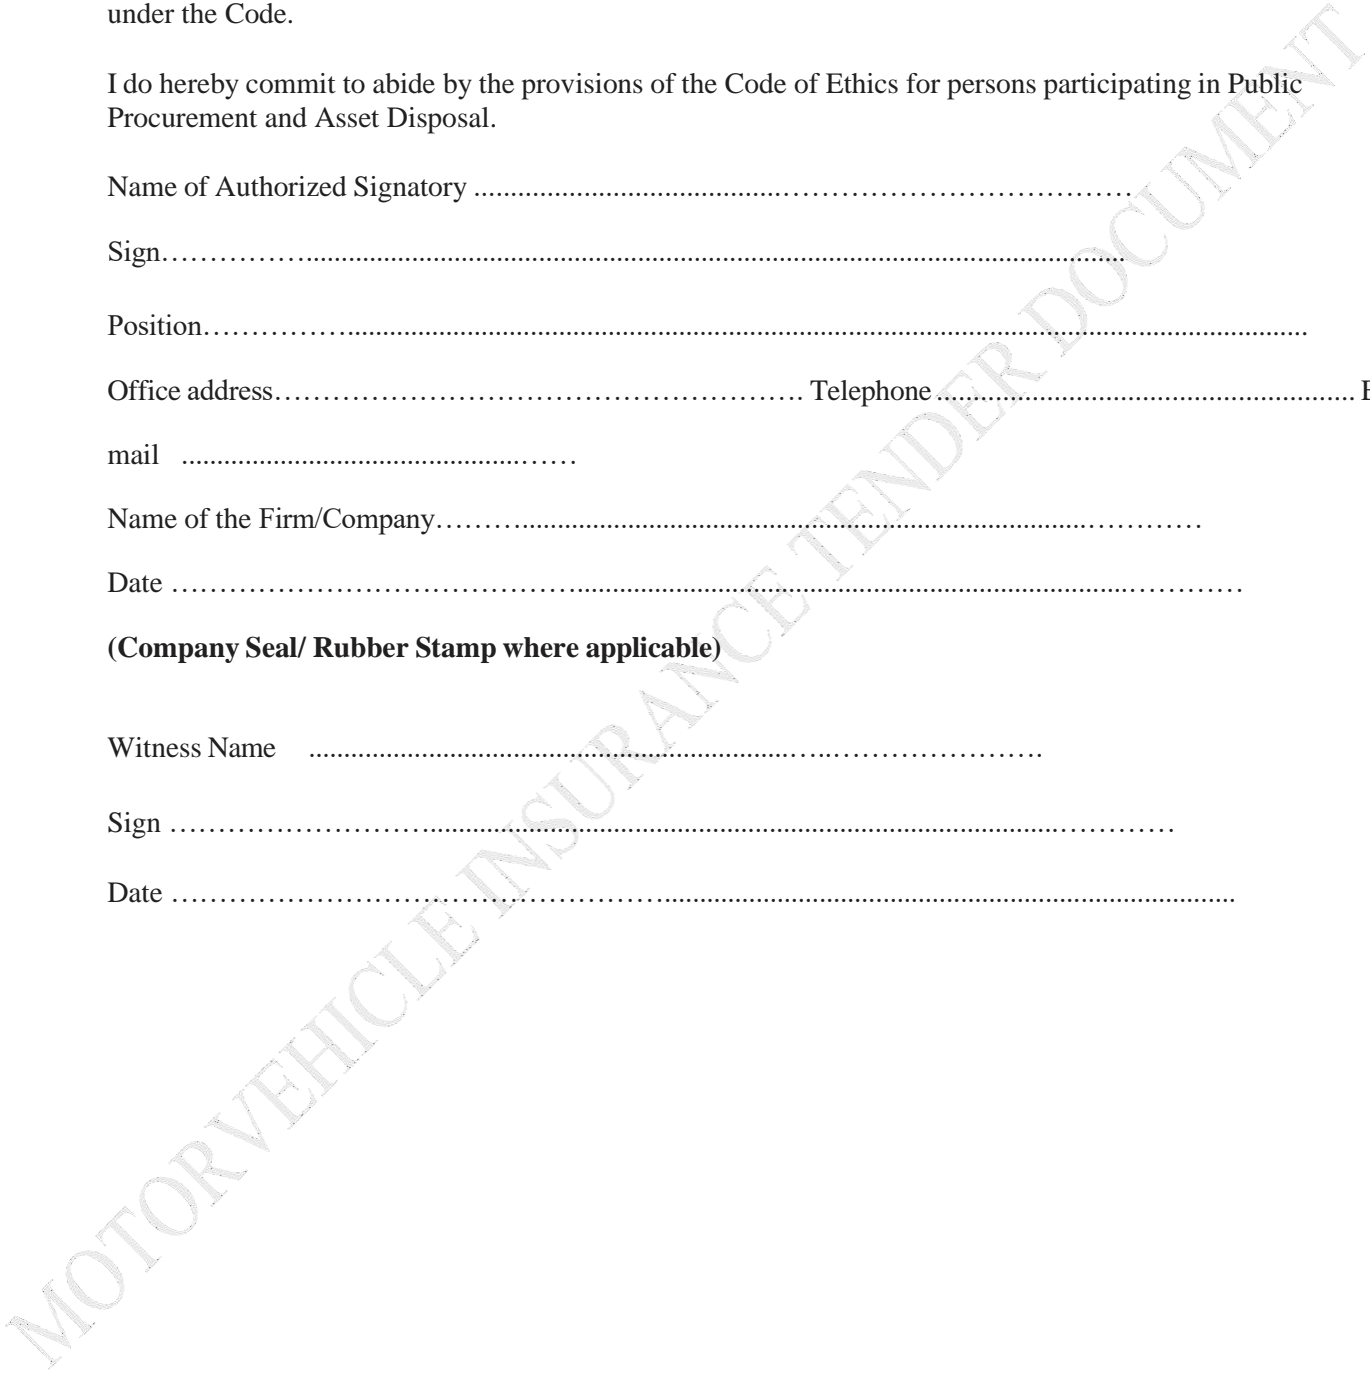 under the Code.
I do hereby commit to abide by the provisions of the Code of Ethics for persons participating in Public
Procurement and Asset Disposal.
Name of Authorized Signatory ............................................………………………………
Sign……………....................................................................................................................
Position……………........................................................................................................................................
Office address………………………………………………. Telephone ............................................................ E
mail ................................................……
Name of the Firm/Company………................................................................................…………
Date ……………………………………..............................................................................…………
(Company Seal/ Rubber Stamp where applicable)
Witness Name ....................................................................…..………………….
Sign ………………………..........................................................................................…………
Date ……………………………………………..................................................................................
MOTORVEHICLE INSURANCE TENDER DOCUMENT